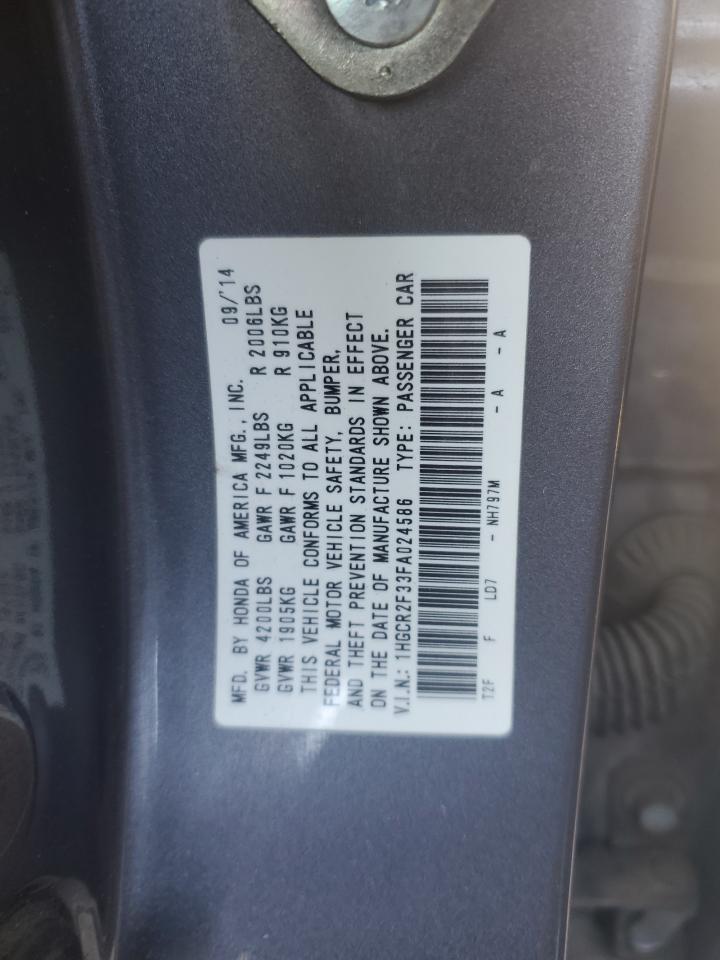 MFD. BY HONDA OF AMERICA MFG., INC. 09/'14
GVWR 4200LBS GAWR F 2249LBS R 2006LBS
GVWR 1905KG GAWR F 1020KG R 910KG
THIS VEHICLE CONFORMS TO ALL APPLICABLE
FEDERAL MOTOR VEHICLE SAFETY, BUMPER,
AND THEFT PREVENTION STANDARDS IN EFFECT
ON THE DATE OF MANUFACTURE SHOWN ABOVE.
V.I.N.: 1HGCR2F33FA024586 TYPE: PASSENGER CAR
T2F F LD7 - NH797M - A - A